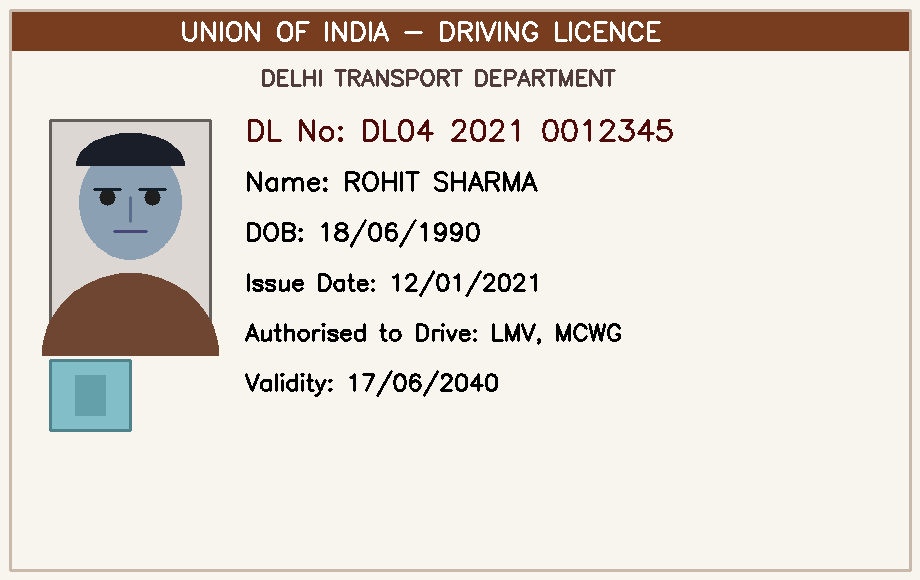 UNION OF INDIA – DRIVING LICENCE
DELHI TRANSPORT DEPARTMENT
DL No: DL04 2021 0012345
Name: ROHIT SHARMA
DOB: 18/06/1990
Issue Date: 12/01/2021
Authorised to Drive: LMV, MCWG
Validity: 17/06/2040